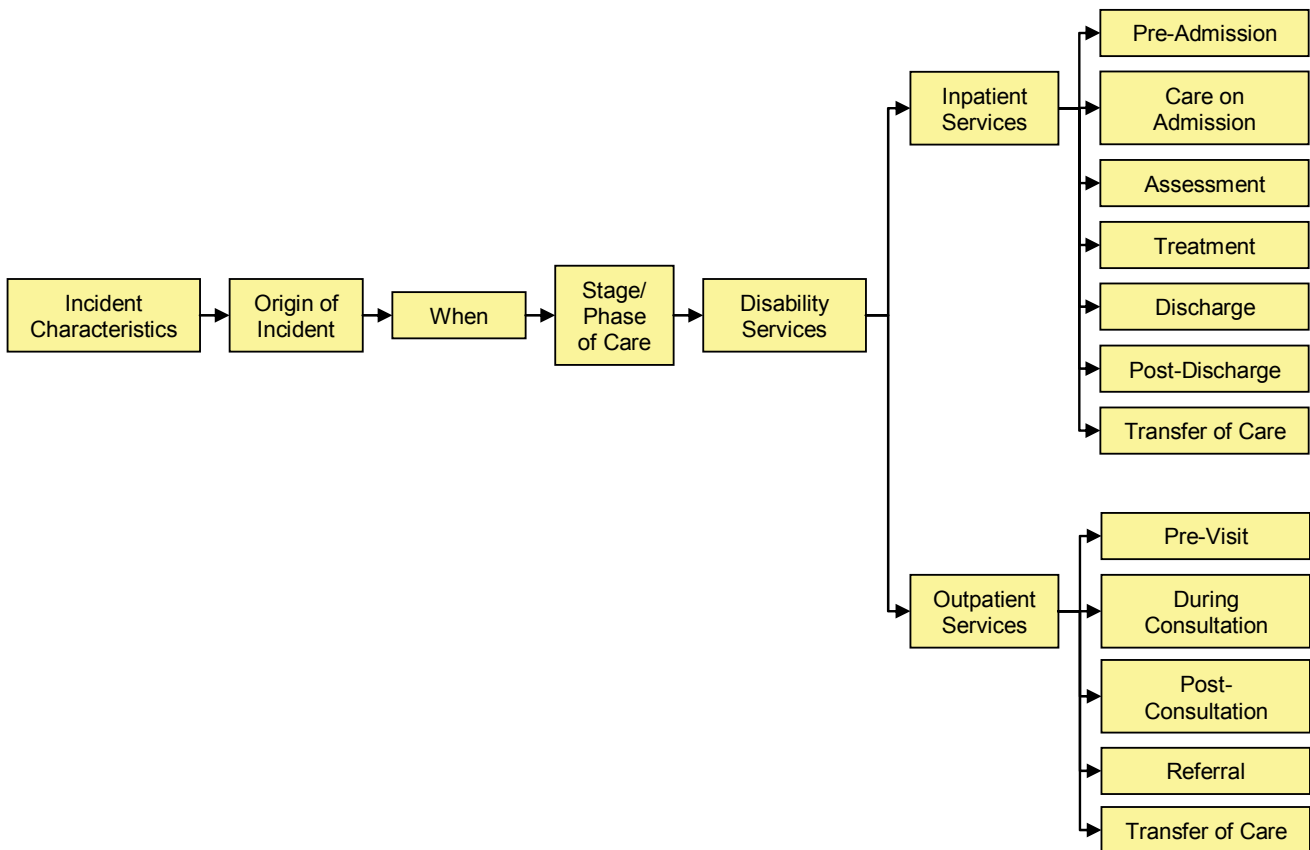 Incident
Characteristics
Origin of
Incident
When
Stage/
Phase
of Care
Disability
Services
Inpatient
Services
Pre-Admission
Care on
Admission
Assessment
Treatment
Discharge
Post-Discharge
Transfer of Care
Outpatient
Services
Pre-Visit
During
Consultation
Post-
Consultation
Referral
Transfer of Care